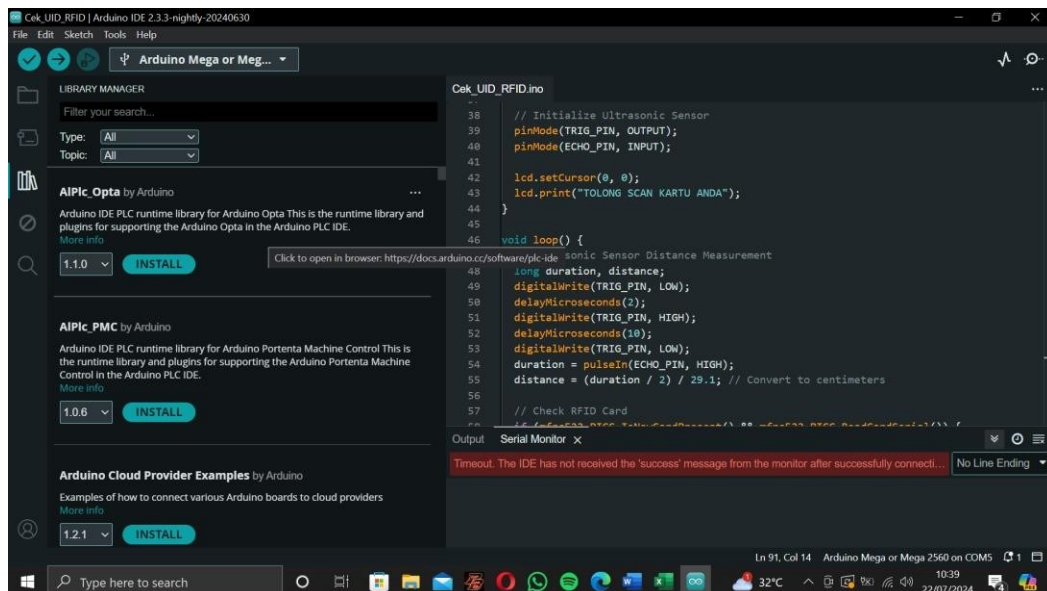 Cek_UID_RFID | Arduino IDE 2.3.3-nightly-20240630
File Edit Sketch Tools Help
Arduino Mega or Meg...
LIBRARY MANAGER
Filter your search...
Type: All
Topic: All
AlPlc_Opta by Arduino
Arduino IDE PLC runtime library for Arduino Opta This is the runtime library and
plugins for supporting the Arduino Opta in the Arduino PLC IDE.
More info
1.1.0 INSTALL
Click to open in browser: https://docs.arduino.cc/software/plc-ide
AlPlc_PMC by Arduino
Arduino IDE PLC runtime library for Arduino Portenta Machine Control This is
the runtime library and plugins for supporting the Arduino Portenta Machine
Control in the Arduino PLC IDE.
More info
1.0.6 INSTALL
Arduino Cloud Provider Examples by Arduino
Examples of how to connect various Arduino boards to cloud providers
More info
1.2.1 INSTALL
Cek_UID_RFID.ino
38 // Initialize Ultrasonic Sensor
39 pinMode(TRIG_PIN, OUTPUT);
40 pinMode(ECHO_PIN, INPUT);
41
42 lcd.setCursor(0, 0);
43 lcd.print("TOLONG SCAN KARTU ANDA");
44 }
45
46 void loop() {
sonic Sensor Distance Measurement
48 long duration, distance;
49 digitalWrite(TRIG_PIN, LOW);
50 delayMicroseconds(2);
51 digitalWrite(TRIG_PIN, HIGH);
52 delayMicroseconds(10);
53 digitalWrite(TRIG_PIN, LOW);
54 duration = pulseIn(ECHO_PIN, HIGH);
55 distance = (duration / 2) / 29.1; // Convert to centimeters
56
57 // Check RFID Card
Output Serial Monitor
Timeout. The IDE has not received the 'success' message from the monitor after successfully connecti... No Line Ending
Ln 91, Col 14 Arduino Mega or Mega 2560 on COM5 1
Type here to search
32°C
10:39
22/07/2024
4